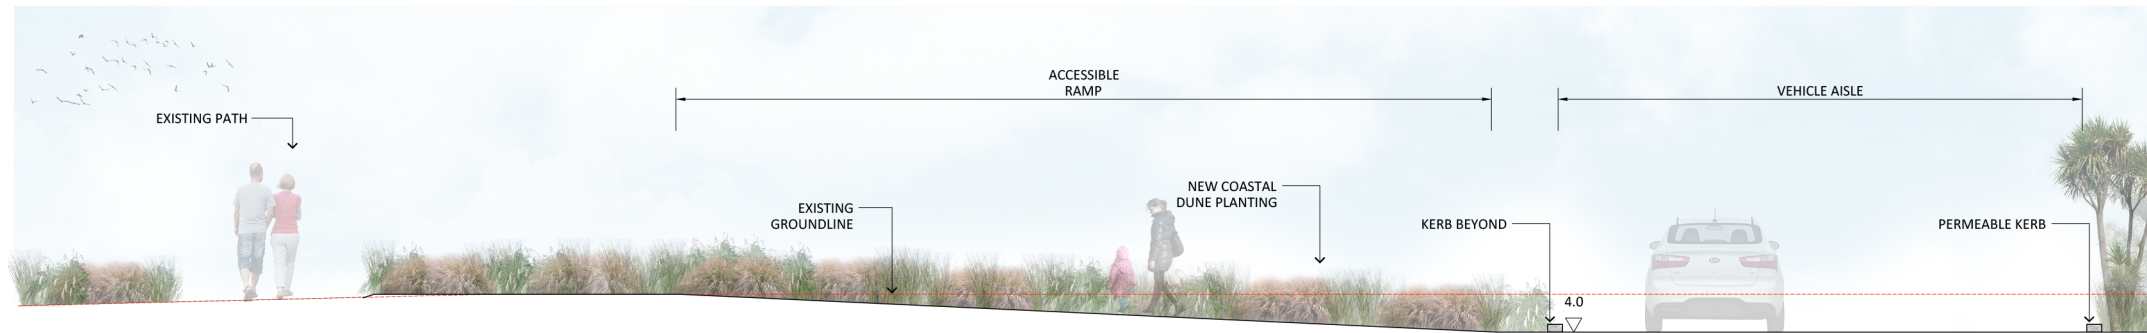 ACCESSIBLE
RAMP
VEHICLE AISLE
EXISTING PATH
NEW COASTAL
DUNE PLANTING
EXISTING
GROUNDLINE
KERB BEYOND
PERMEABLE KERB
4.0